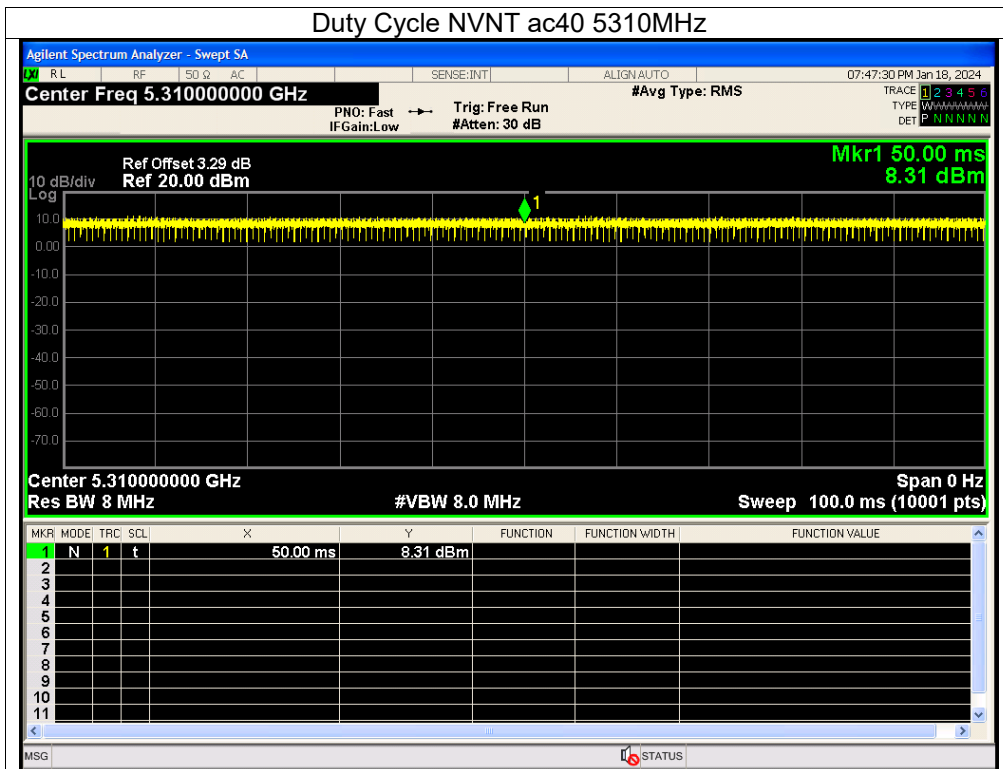 Duty Cycle NVNT ac40 5310MHz
Agilent Spectrum Analyzer - Swept SA
LXI RL RF 50 Ω AC SENSE:INT ALIGN AUTO 07:47:30 PM Jan 18, 2024
Center Freq 5.310000000 GHz #Avg Type: RMS TRACE 1 2 3 4 5 6
PNO: Fast Trig: Free Run TYPE WWWWWW
IFGain:Low #Atten: 30 dB DET P N N N N N
Mkr1 50.00 ms
Ref Offset 3.29 dB
10 dB/div Ref 20.00 dBm 8.31 dBm
Log
1
10.0
0.00
-10.0
-20.0
-30.0
-40.0
-50.0
-60.0
-70.0
Center 5.310000000 GHz Span 0 Hz
Res BW 8 MHz #VBW 8.0 MHz Sweep 100.0 ms (10001 pts)
MKR MODE TRC SCL X Y FUNCTION FUNCTION WIDTH FUNCTION VALUE
1 N 1 t 50.00 ms 8.31 dBm
2
3
4
5
6
7
8
9
10
11
MSG STATUS